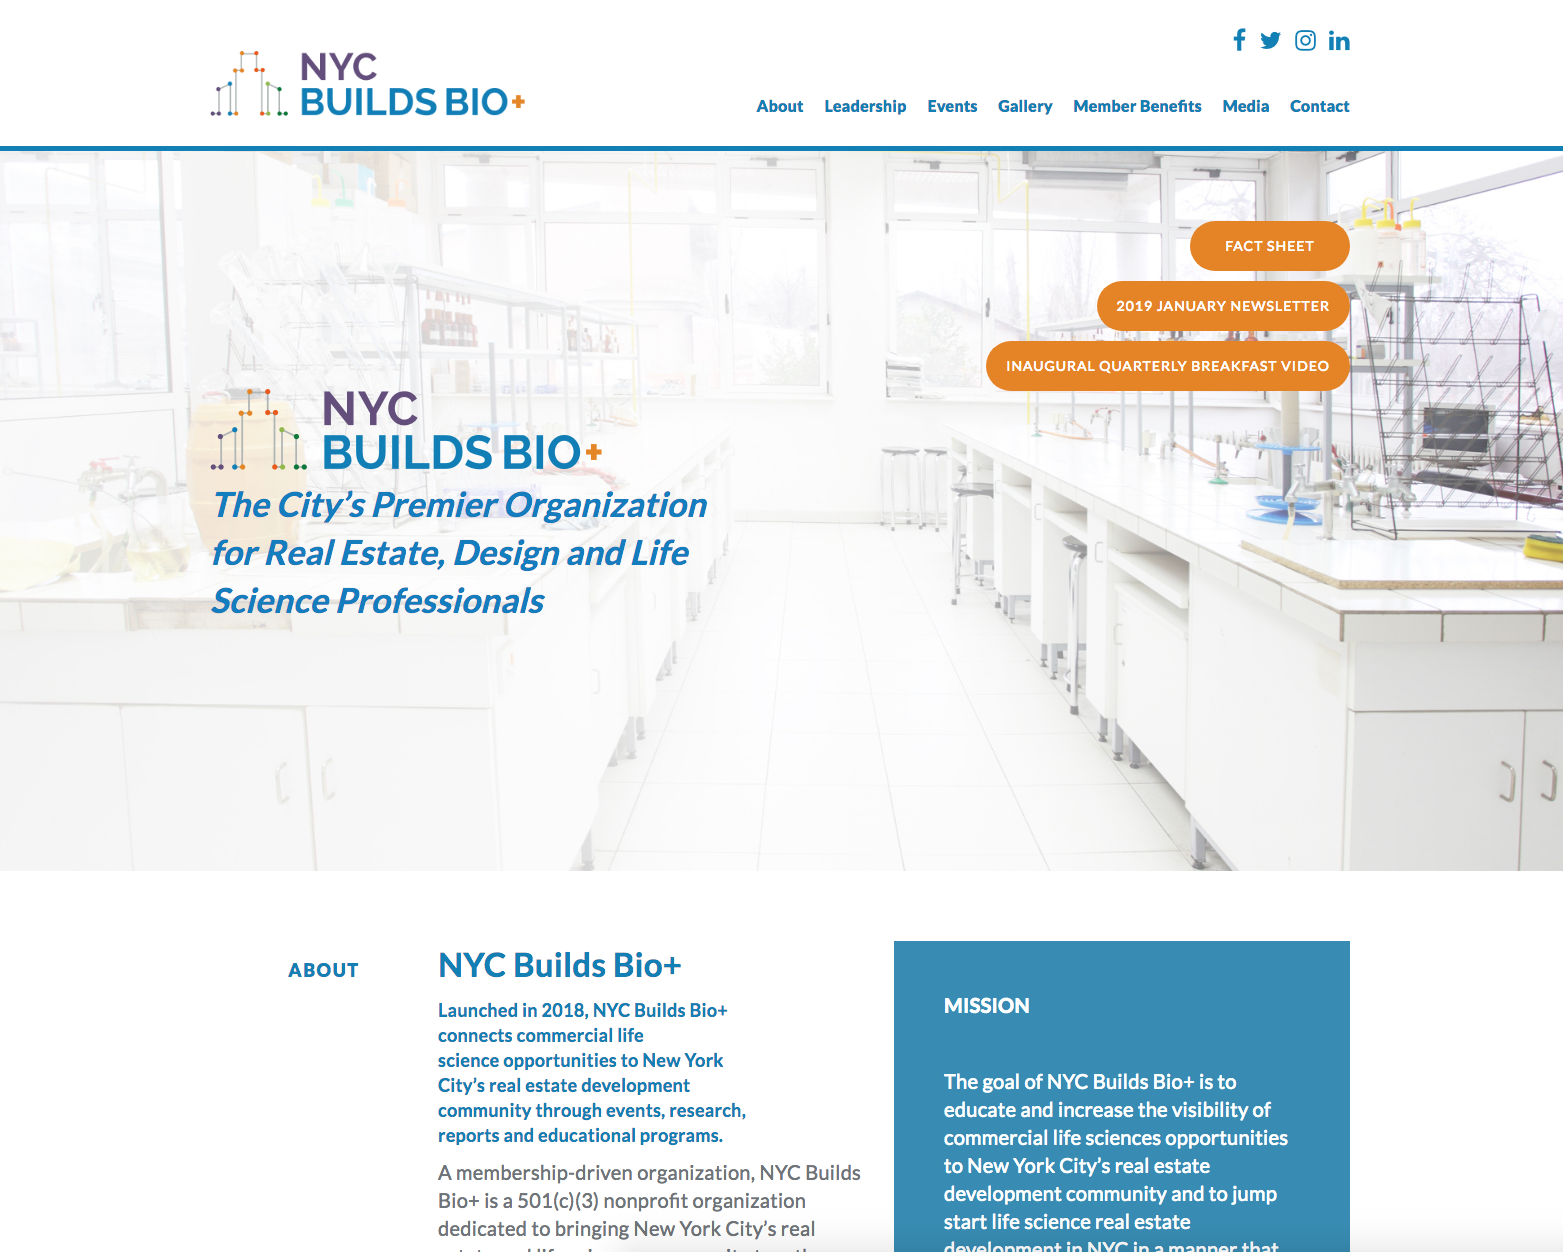 NYC
BUILDS BIO+
About Leadership Events Gallery Member Benefits Media Contact
FACT SHEET
2019 JANUARY NEWSLETTER
INAUGURAL QUARTERLY BREAKFAST VIDEO
NYC
BUILDS BIO+
The City’s Premier Organization
for Real Estate, Design and Life
Science Professionals
ABOUT
NYC Builds Bio+
Launched in 2018, NYC Builds Bio+
connects commercial life
science opportunities to New York
City’s real estate development
community through events, research,
reports and educational programs.
A membership-driven organization, NYC Builds
Bio+ is a 501(c)(3) nonprofit organization
dedicated to bringing New York City’s real
MISSION
The goal of NYC Builds Bio+ is to
educate and increase the visibility of
commercial life sciences opportunities
to New York City’s real estate
development community and to jump
start life science real estate
development in NYC in a manner that